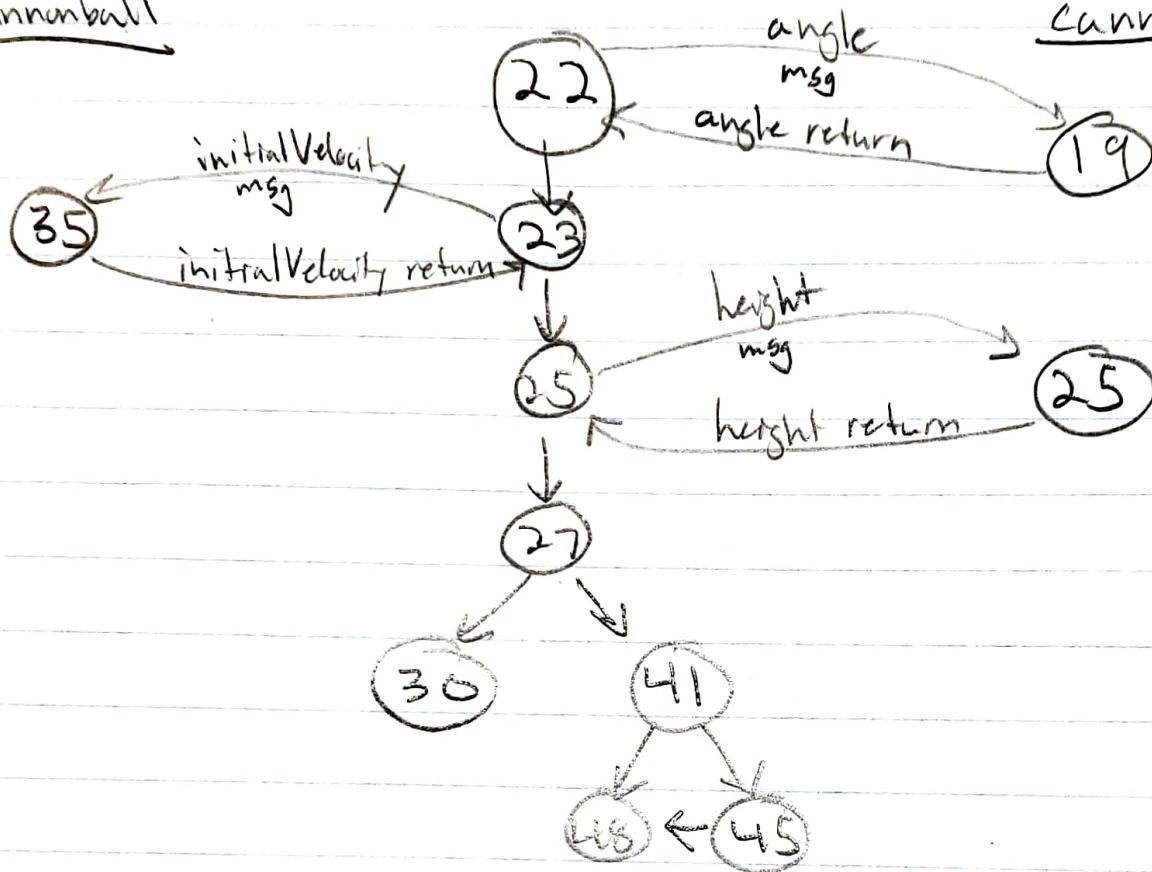 nnonball
Cann
angle
msg
22
angle return
19
initialVelocity
msg
35
23
initialVelocity return
height
msg
25
25
height return
27
30
41
48
45